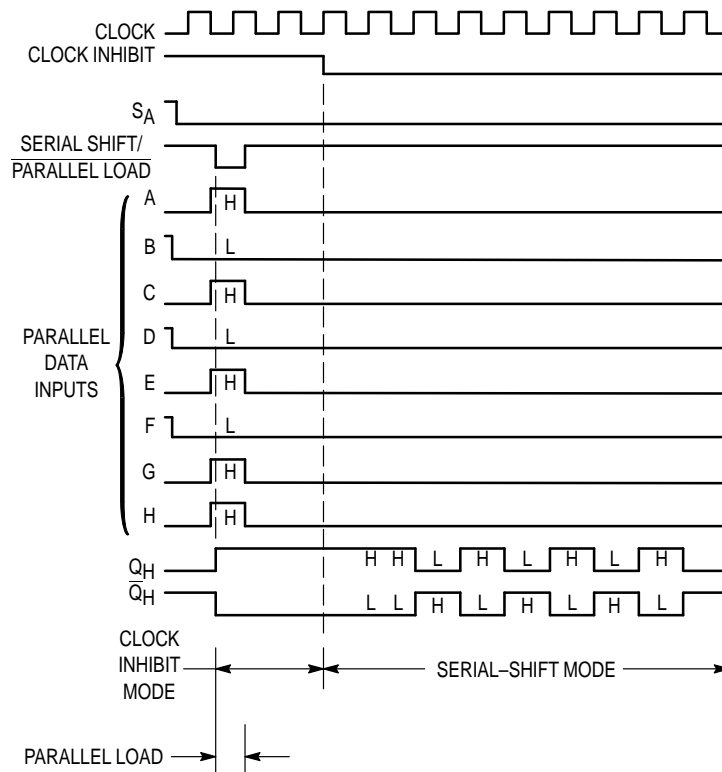 CLOCK
CLOCK INHIBIT
SA
SERIAL SHIFT/
PARALLEL LOAD
A H
B L
C H
D L
E H
F L
G H
H H
PARALLEL
DATA
INPUTS
QH H H L H L H L H
QH L L H L H L H L
CLOCK
INHIBIT
MODE
SERIAL–SHIFT MODE
PARALLEL LOAD